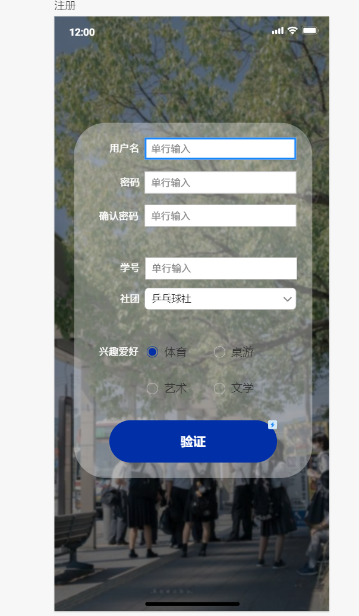 注册
12:00
用户名 单行输入
密码 单行输入
确认密码 单行输入
学号 单行输入
社团 乒乓球社
兴趣爱好 体育 桌游
艺术 文学
验证